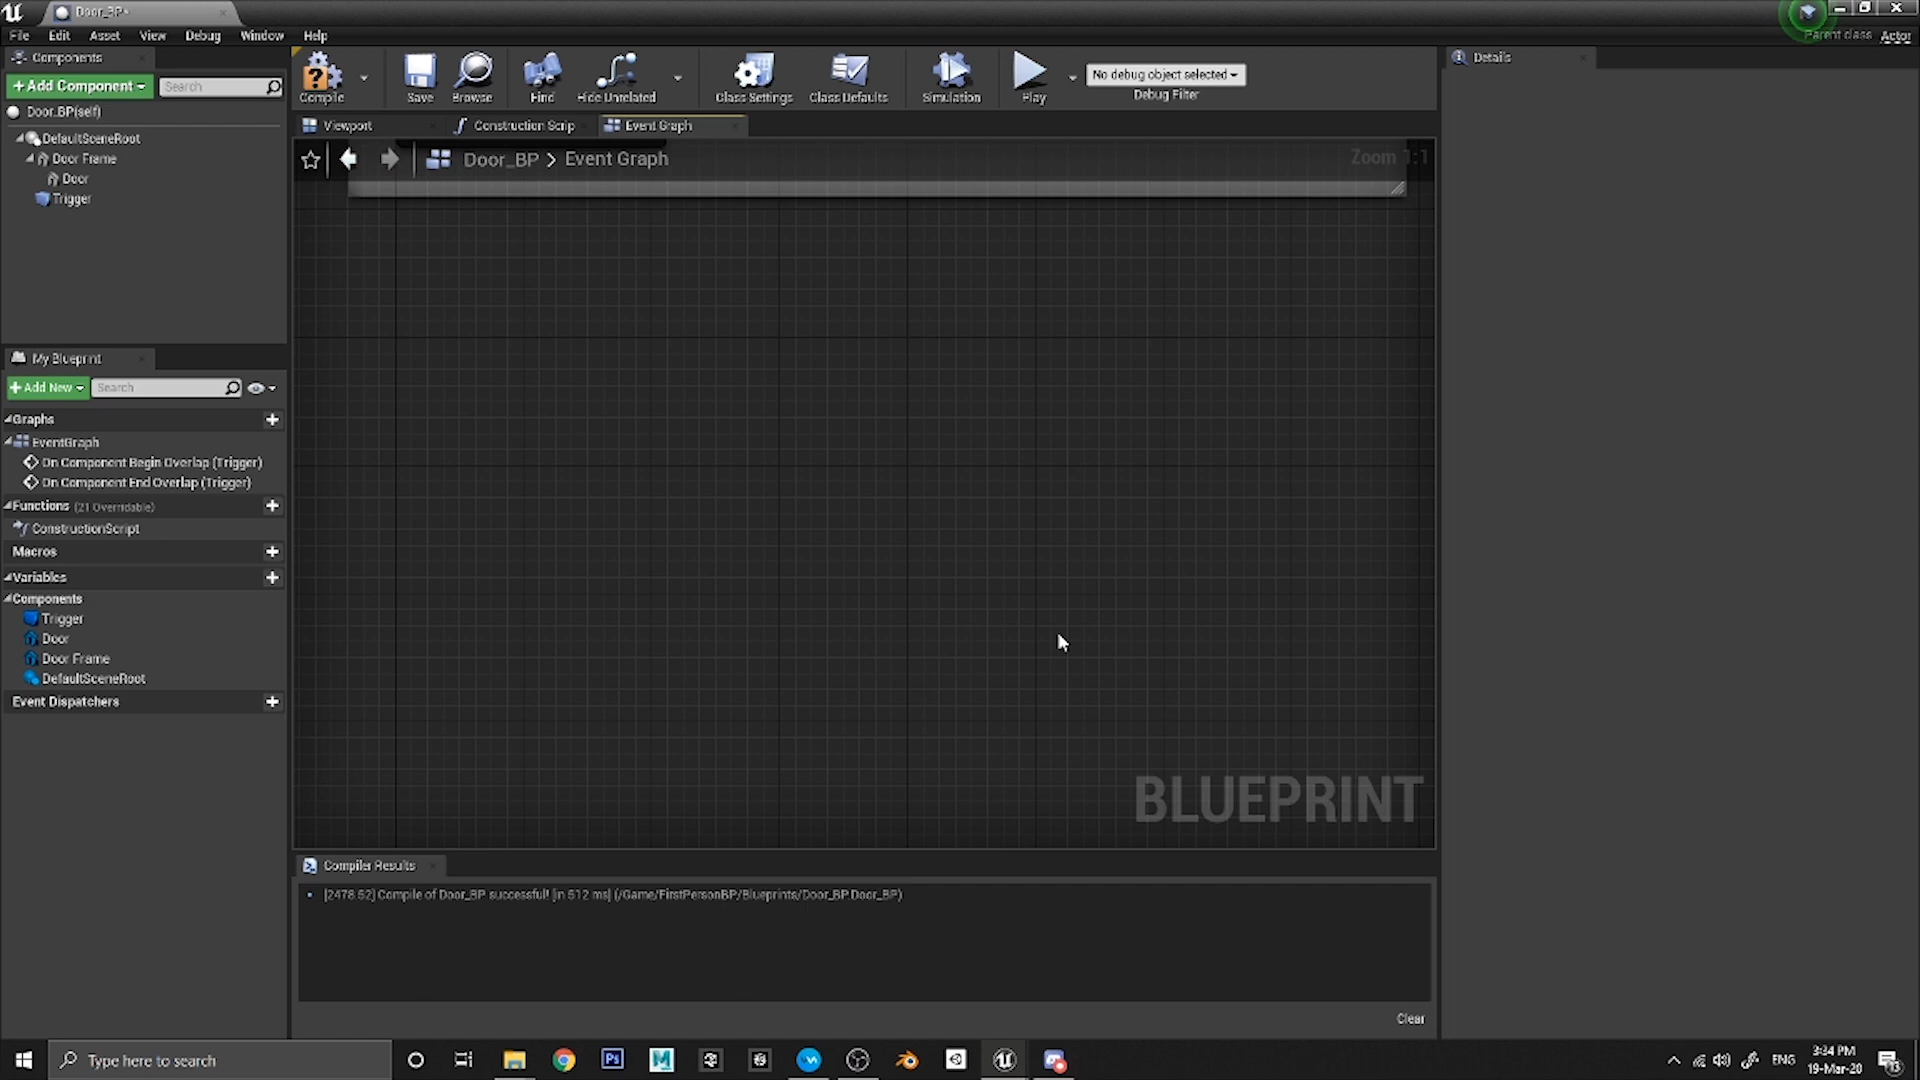 Door_BP*
File Edit Asset View Debug Window Help
Parent class Actor
Components
+Add Component
Search
Door_BP(self)
DefaultSceneRoot
Door Frame
Door
Trigger
Compile
Save
Browse
Find
Hide Unrelated
Class Settings
Class Defaults
Simulation
Play
No debug object selected
Debug Filter
Details
Viewport
Construction Scrip
Event Graph
Door_BP > Event Graph
Zoom 1:1
My Blueprint
+Add New
Search
Graphs
EventGraph
On Component Begin Overlap (Trigger)
On Component End Overlap (Trigger)
Functions (21 Overridable)
ConstructionScript
Macros
Variables
Components
Trigger
Door
Door Frame
DefaultSceneRoot
Event Dispatchers
BLUEPRINT
Compiler Results
[2478.52] Compile of Door_BP successful! [in 512 ms] (/Game/FirstPersonBP/Blueprints/Door_BP.Door_BP)
Clear
Type here to search
Ps
M
ENG
3:34 PM
19-Mar-20
13